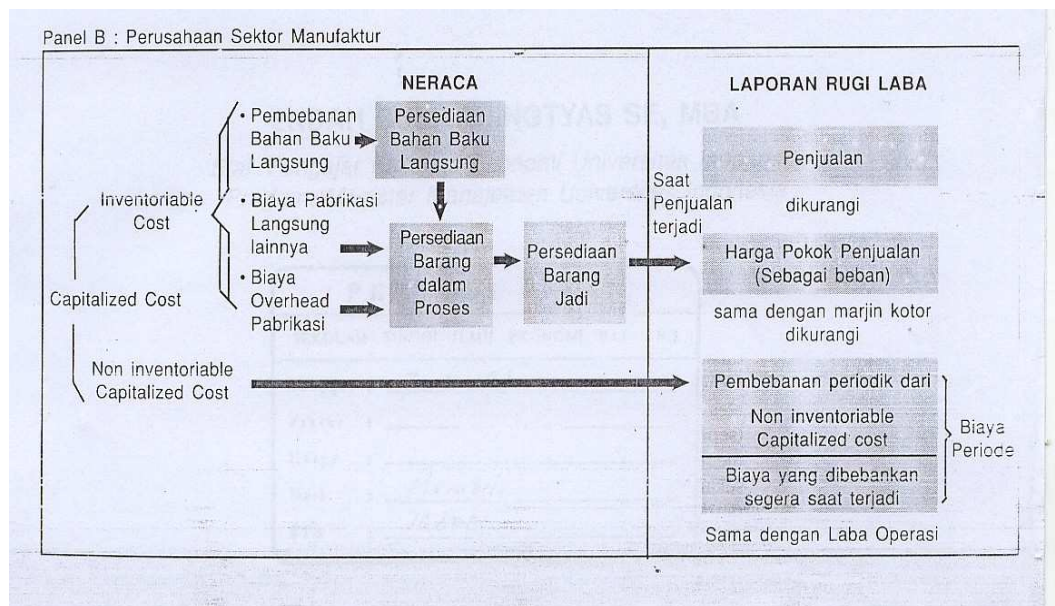 Panel B : Perusahaan Sektor Manufaktur
NERACA
LAPORAN RUGI LABA
Capitalized Cost
Inventoriable
Cost
Non inventoriable
Capitalized Cost
• Pembebanan
Bahan Baku
Langsung
• Biaya Pabrikasi
Langsung
lainnya
• Biaya
Overhead
Pabrikasi
Persediaan
Bahan Baku
Langsung
Persediaan
Barang
dalam
Proses
Persediaan
Barang
Jadi
Saat
Penjualan
terjadi
Penjualan
dikurangi
Harga Pokok Penjualan
(Sebagai beban)
sama dengan marjin kotor
dikurangi
Pembebanan periodik dari
Non inventoriable
Capitalized cost
Biaya yang dibebankan
segera saat terjadi
Biaya
Periode
Sama dengan Laba Operasi